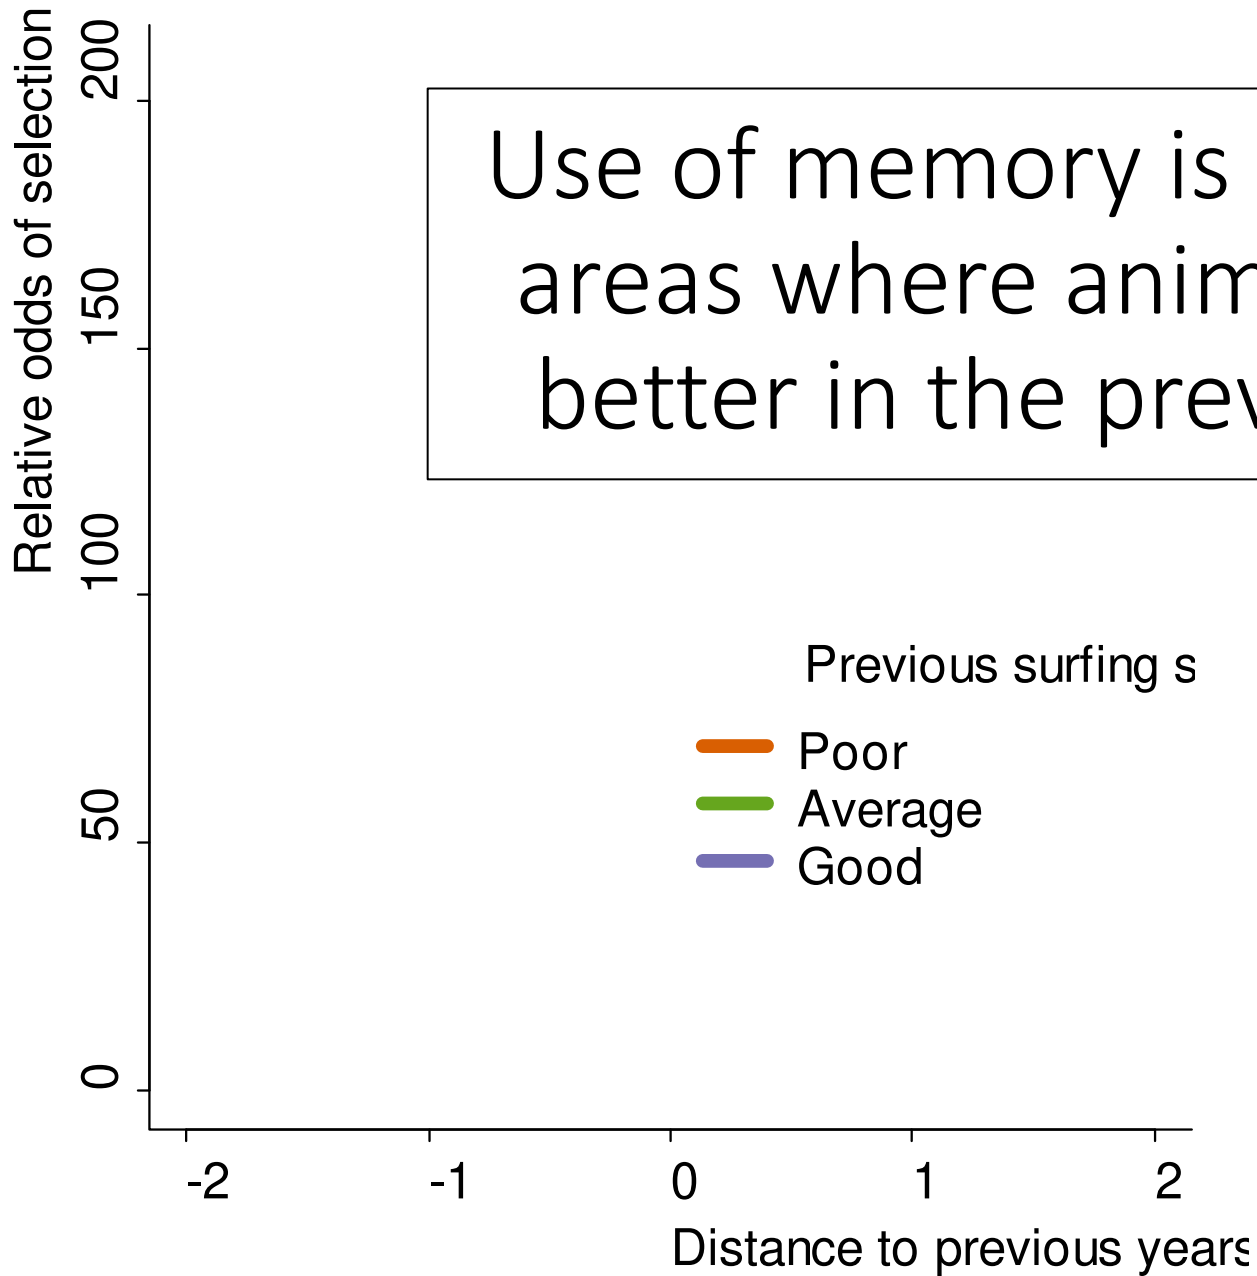 Relative odds of selection
200
150
100
50
0
Use of memory is
areas where anim
better in the prev
Previous surfing s
Poor
Average
Good
-2 -1 0 1 2
Distance to previous years